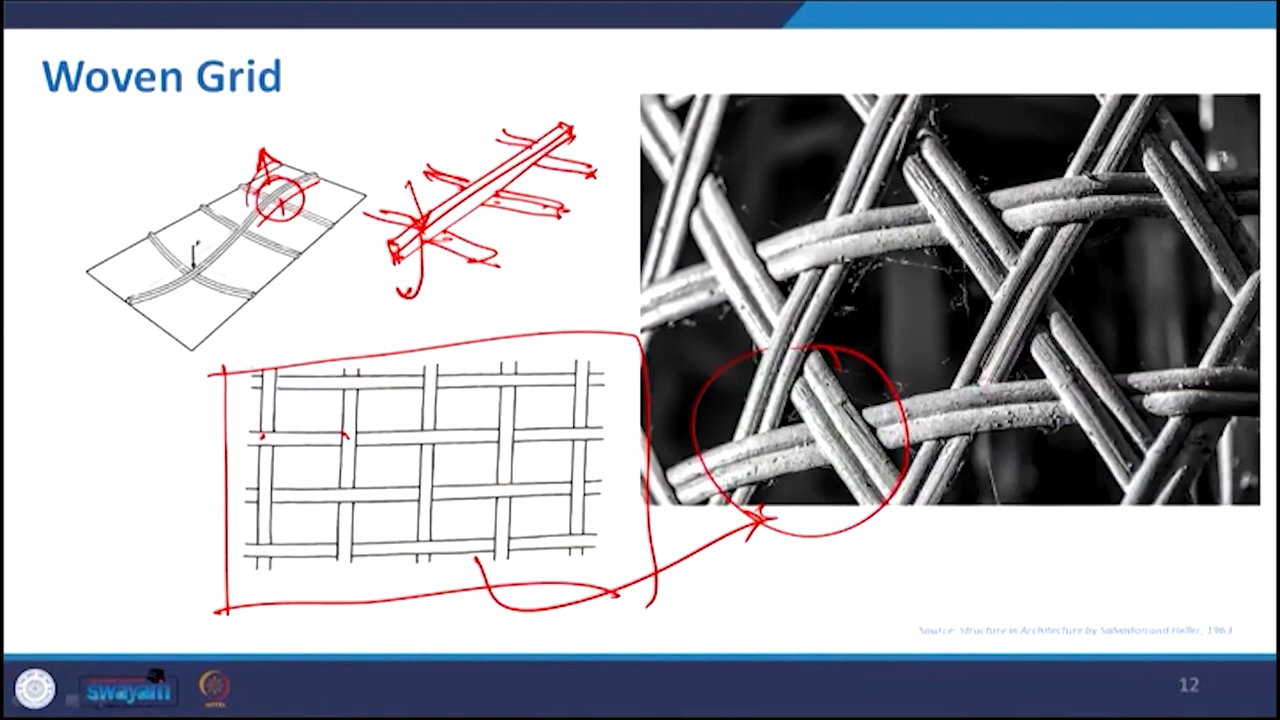 Woven Grid
Source: Structure in Architecture by Salvadori and Heller, 1963
swayam
12